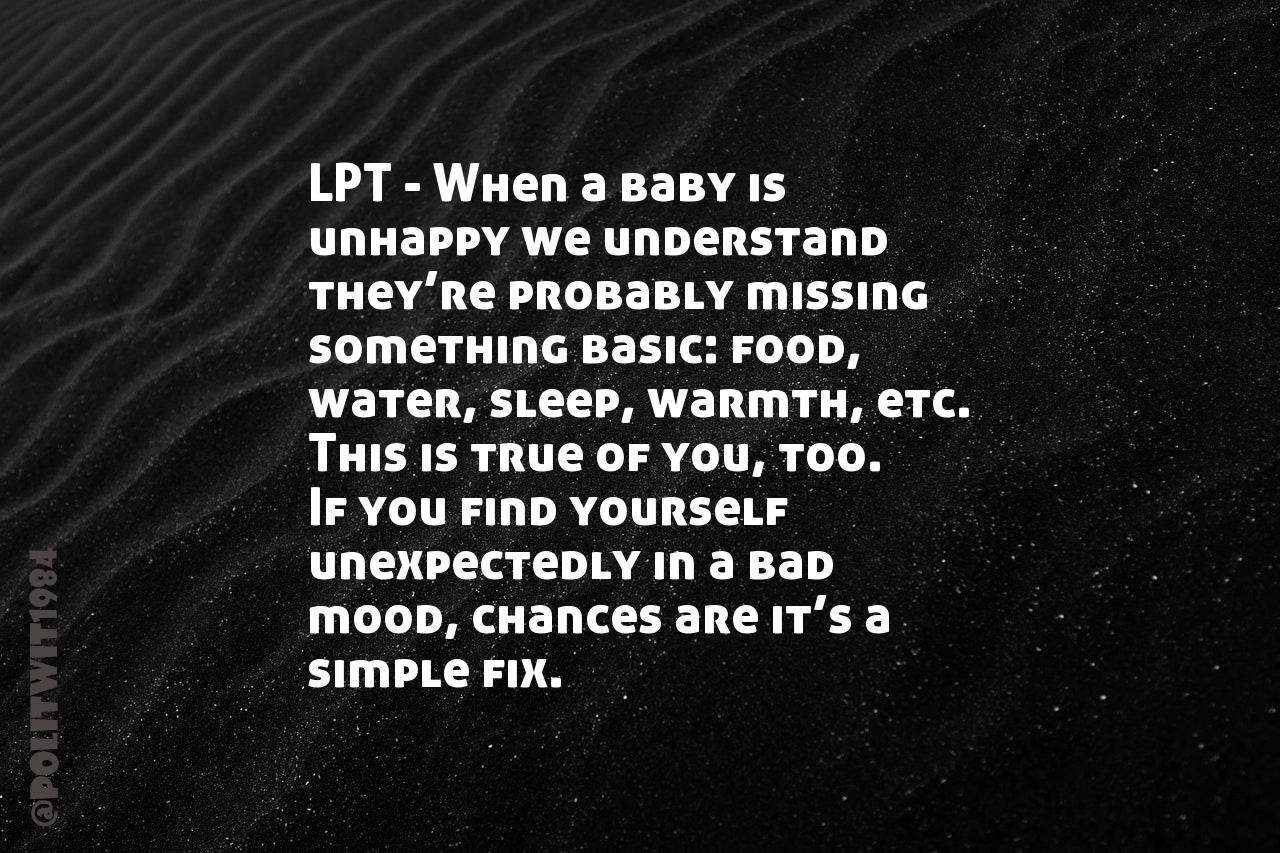 LPT - When a baby is
unhappy we understand
they're probably missing
something basic: food,
water, sleep, warmth, etc.
This is true of you, too.
If you find yourself
unexpectedly in a bad
mood, chances are it's a
simple fix.
@POLITWIT1984